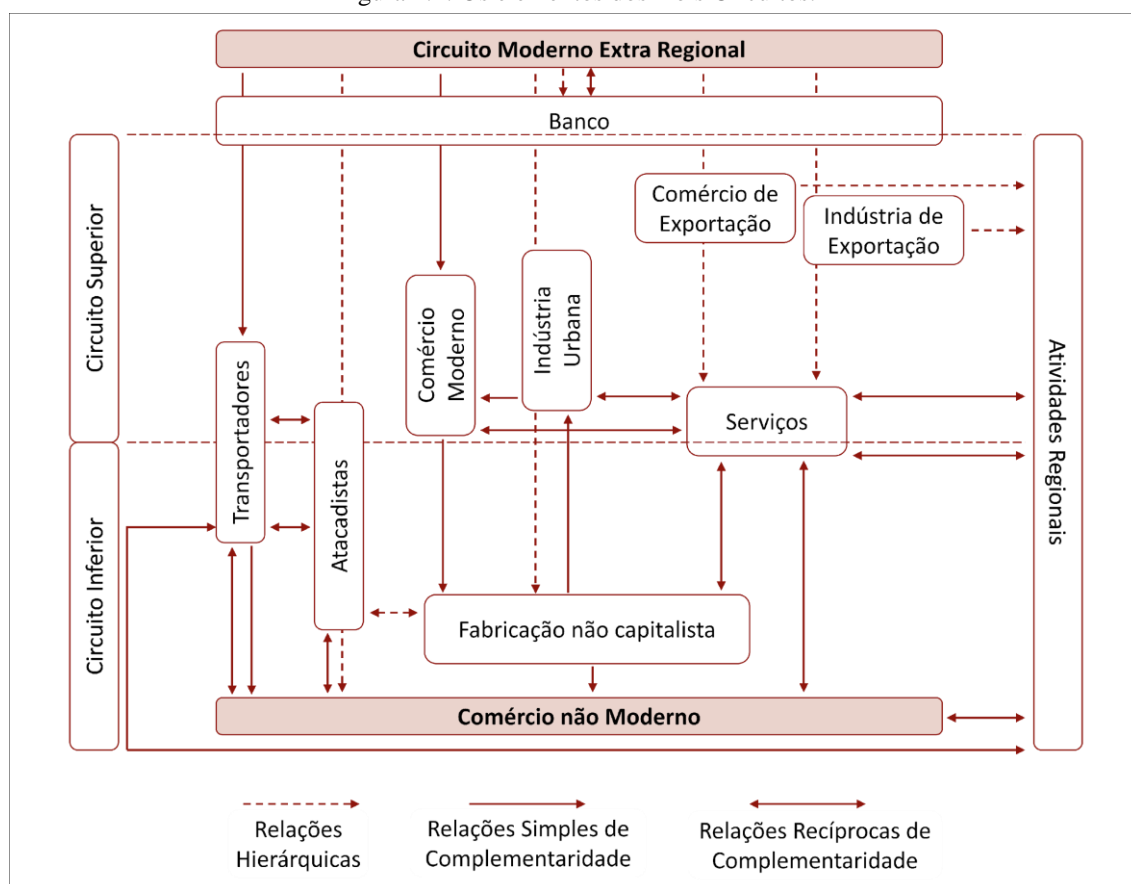 Circuito Moderno Extra Regional
Banco
Circuito Superior
Comércio de
Exportação
Indústria de
Exportação
Comércio
Moderno
Indústria
Urbana
Transportadores
Atacadistas
Serviços
Atividades Regionais
Circuito Inferior
Fabricação não capitalista
Comércio não Moderno
Relações
Hierárquicas
Relações Simples de
Complementaridade
Relações Recíprocas de
Complementaridade